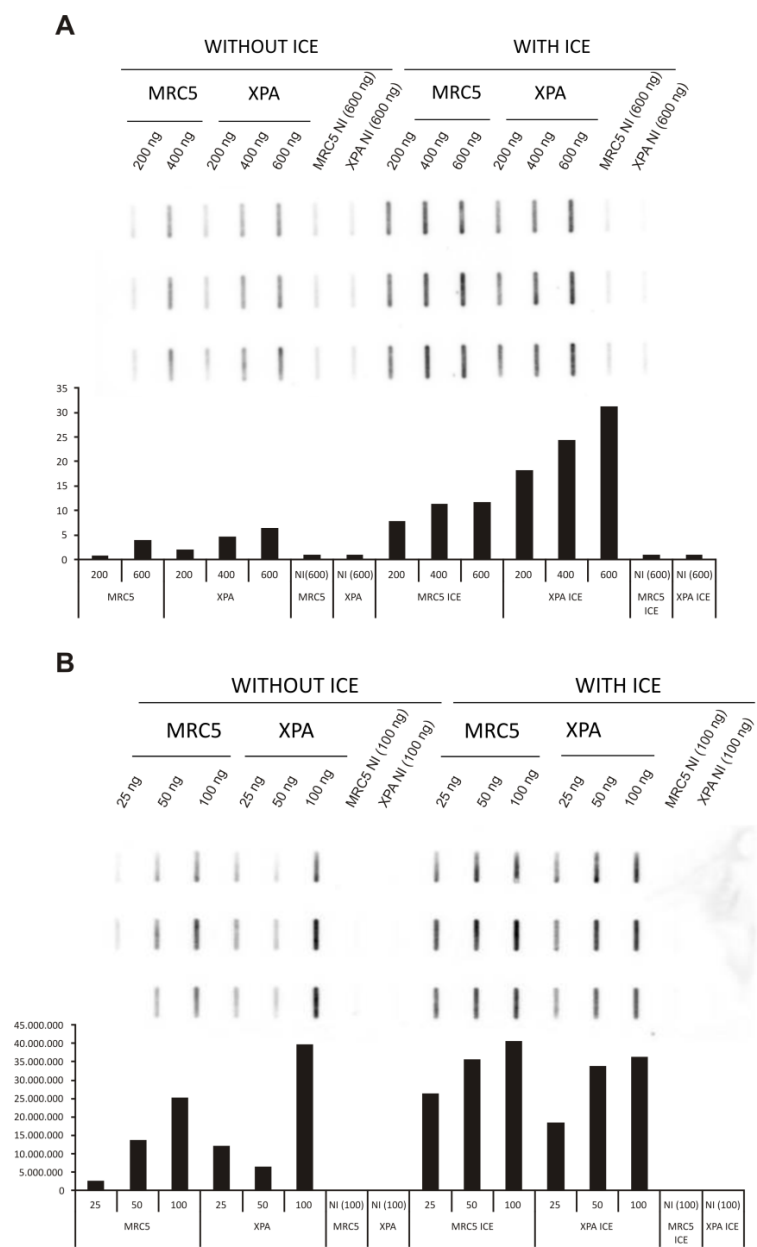 A
WITHOUT ICE WITH ICE
MRC5 XPA MRC5 XPA
200 ng 400 ng 200 ng 400 ng 600 ng MRC5 NI (600 ng) XPA NI (600 ng) 200 ng 400 ng 600 ng 200 ng 400 ng 600 ng MRC5 NI (600 ng) XPA NI (600 ng)
35
30
25
20
15
10
5
0
200 600 200 400 600 NI(600) NI (600) 200 400 600 200 400 600 NI (600) NI (600)
MRC5 XPA MRC5 XPA MRC5 ICE XPA ICE MRC5 XPA ICE
ICE
B
WITHOUT ICE WITH ICE
MRC5 XPA MRC5 XPA
25 ng 50 ng 100 ng 25 ng 50 ng 100 ng MRC5 NI (100 ng) XPA NI (100 ng) 25 ng 50 ng 100 ng 25 ng 50 ng 100 ng MRC5 NI (100 ng) XPA NI (100 ng)
45.000.000
40.000.000
35.000.000
30.000.000
25.000.000
20.000.000
15.000.000
10.000.000
5.000.000
0
25 50 100 25 50 100 NI (100) NI (100) 25 50 100 25 50 100 NI (100) NI (100)
MRC5 XPA MRC5 XPA MRC5 ICE XPA ICE MRC5 XPA ICE
ICE